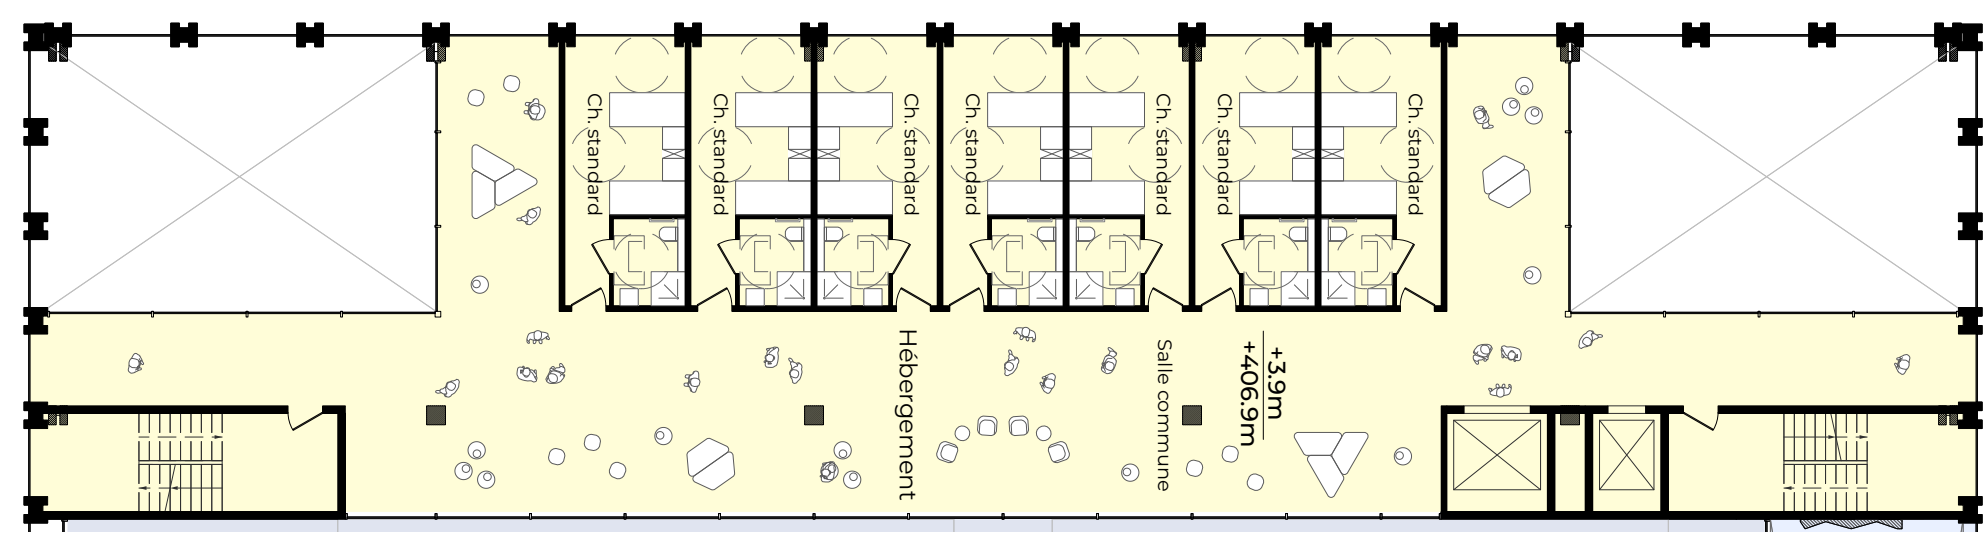 Ch. standard
Ch. standard
Ch. standard
Ch. standard
Ch. standard
Ch. standard
Ch. standard
Hébergement
Salle commune
+3.9m
+406.9m